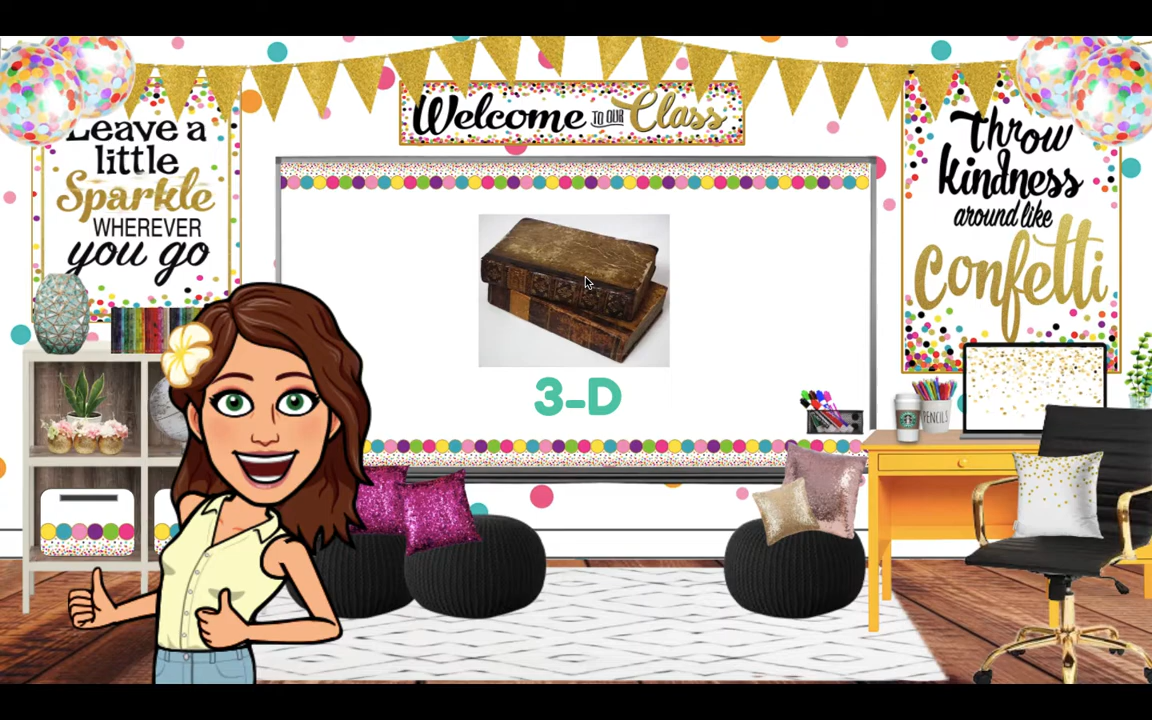 Welcome TO OUR Class
Leave a
little
Sparkle
WHEREVER
you go
Throw
kindness
around like
Confetti
3-D
PENCILS